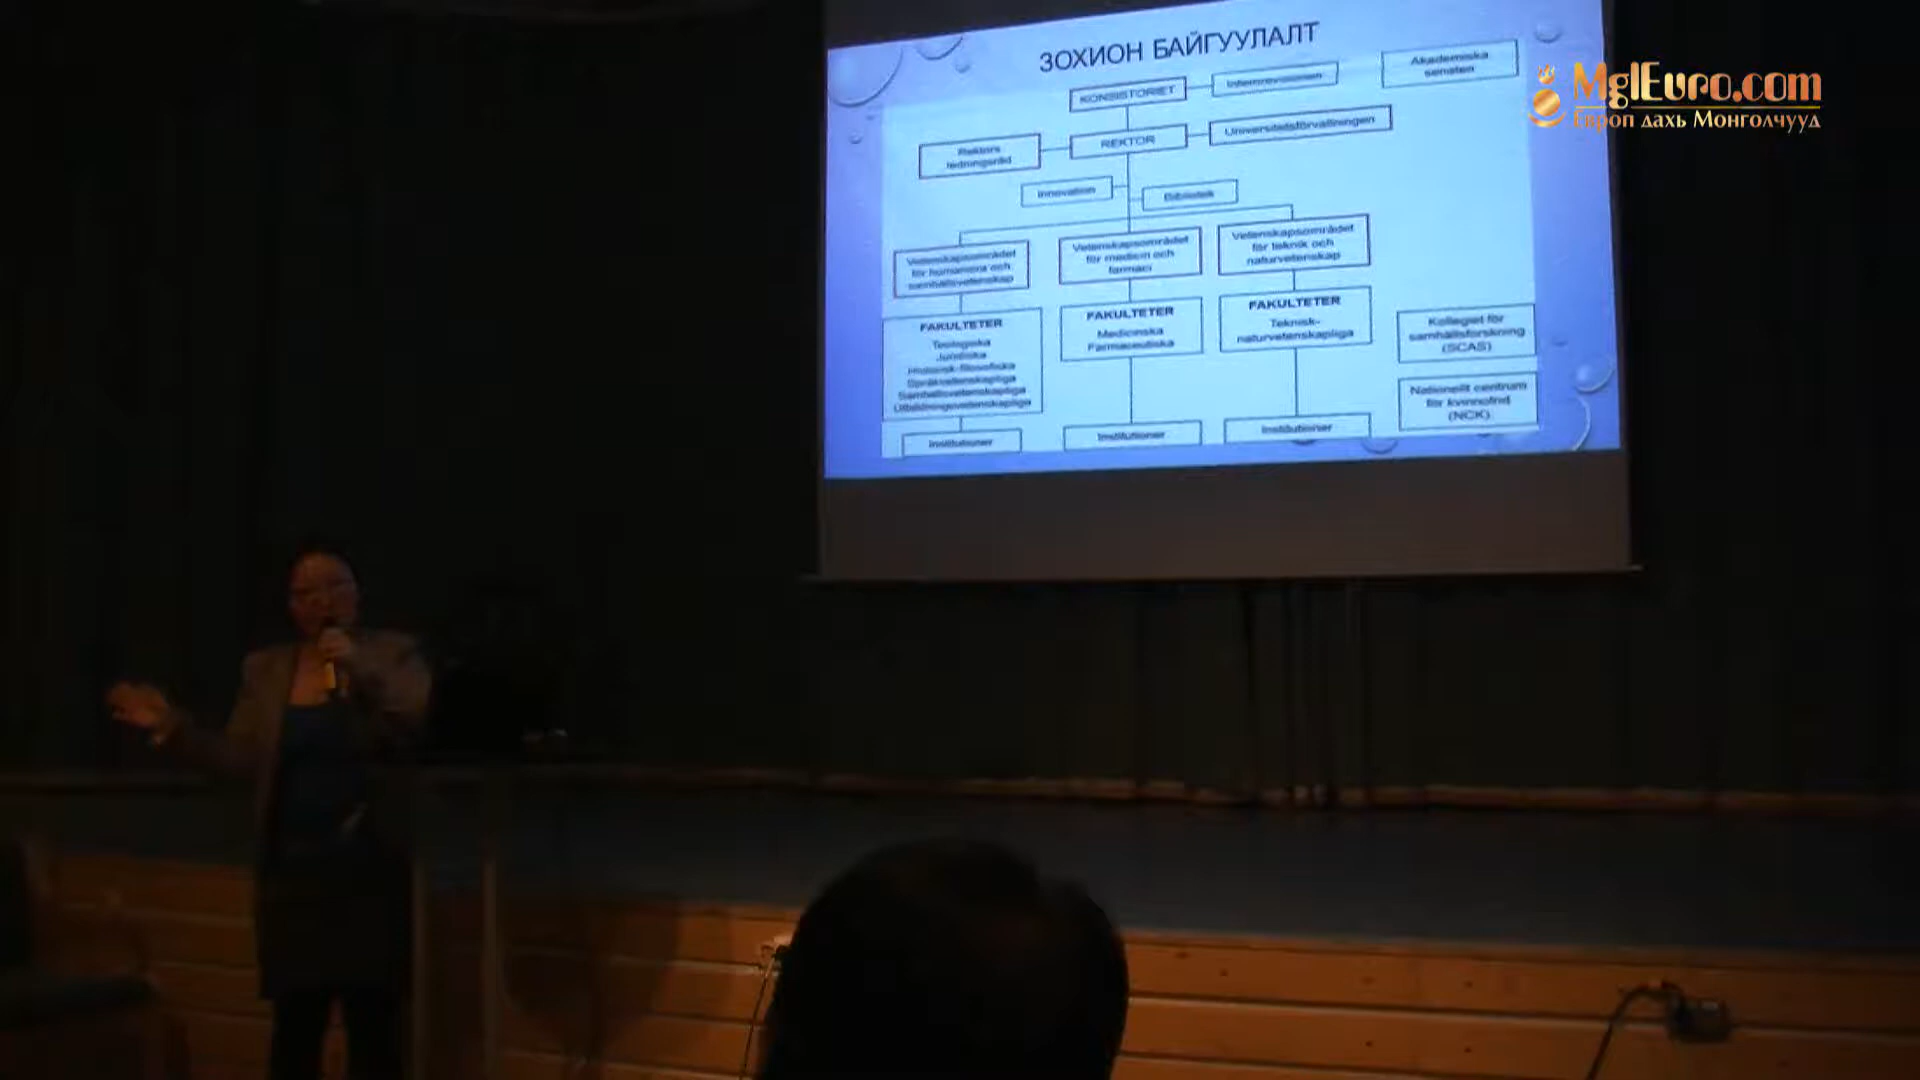 ЗОХИОН БАЙГУУЛАЛТ
KONSISTORIET
Internrevisionen
Akademiska
senaten
MglEuro.com
Европ дахь Монголчууд
REKTOR
Universitetsförvaltningen
Rektors
ledningsråd
Innovation
Bibliotek
Vetenskapsområdet
för humaniora och
samhällsvetenskap
Vetenskapsområdet
för medicin och
farmaci
Vetenskapsområdet
för teknik och
naturvetenskap
FAKULTETER
Teologiska
Juridiska
Historisk-filosofiska
Språkvetenskapliga
Samhällsvetenskapliga
Utbildningsvetenskapliga
FAKULTETER
Medicinska
Farmaceutiska
FAKULTETER
Teknisk-
naturvetenskapliga
Kollegiet för
samhällsforskning
(SCAS)
Nationellt centrum
för kvinnofrid
(NCK)
Institutioner
Institutioner
Institutioner